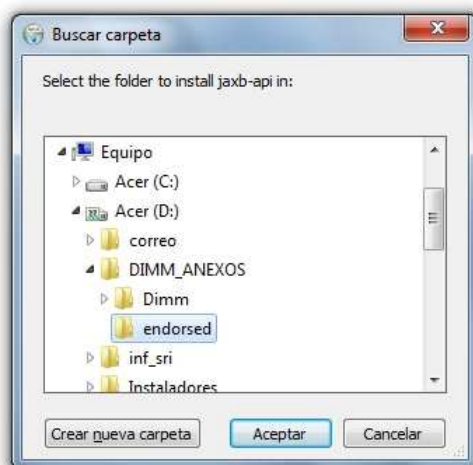 Buscar carpeta
Select the folder to install jaxb-api in:
Equipo
Acer (C:)
Acer (D:)
correo
DIMM_ANEXOS
Dimm
endorsed
inf_sri
Instaladores
Crear nueva carpeta
Aceptar
Cancelar